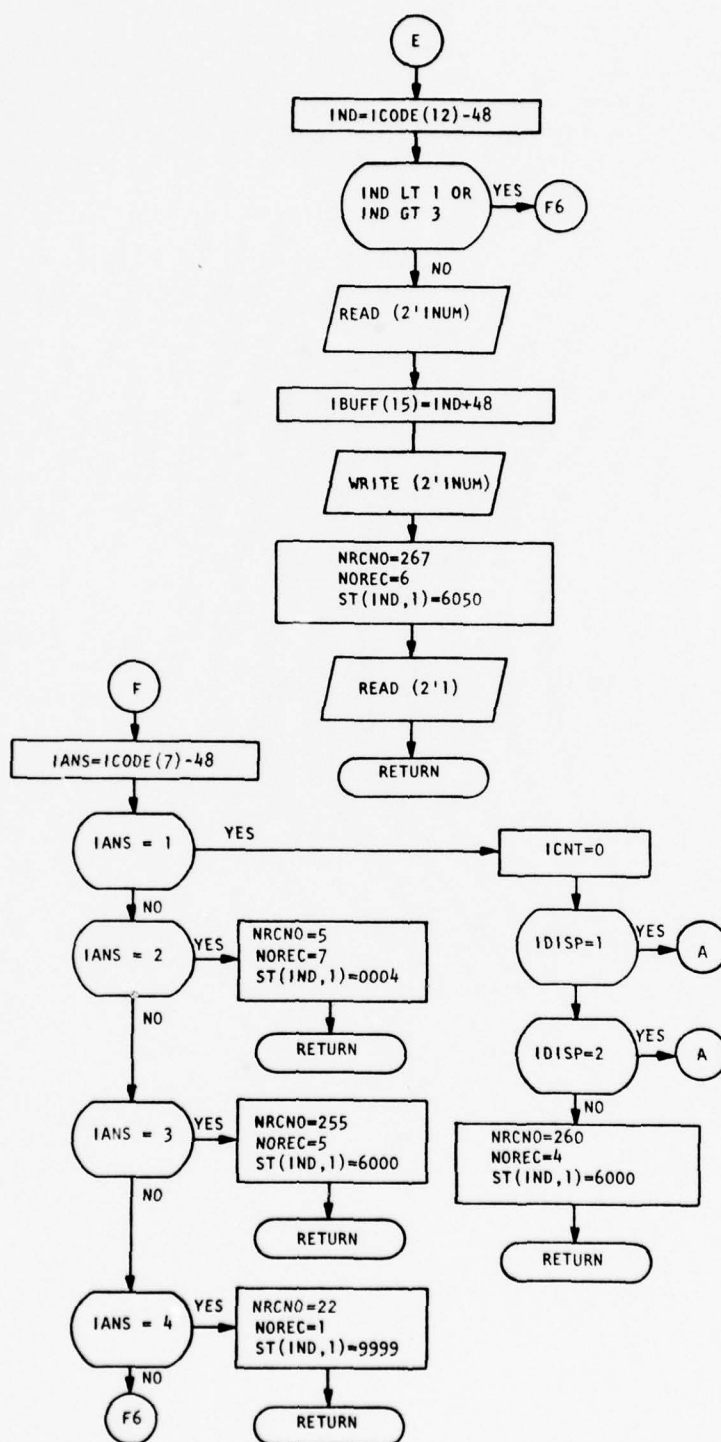 E
IND=ICODE(12)-48
IND LT 1 OR
IND GT 3
YES
F6
NO
READ (2'INUM)
IBUFF(15)=IND+48
WRITE (2'INUM)
NRCNO=267
NOREC=6
ST(IND,1)=6050
READ (2'1)
RETURN
F
IANS=ICODE(7)-48
IANS = 1
YES
ICNT=0
NO
IDISP=1
YES
A
IANS = 2
YES
NRCNO=5
NOREC=7
ST(IND,1)=0004
NO
RETURN
IDISP=2
YES
A
NO
NRCNO=260
NOREC=4
ST(IND,1)=6000
RETURN
IANS = 3
YES
NRCNO=255
NOREC=5
ST(IND,1)=6000
NO
RETURN
IANS = 4
YES
NRCNO=22
NOREC=1
ST(IND,1)=9999
NO
F6
RETURN